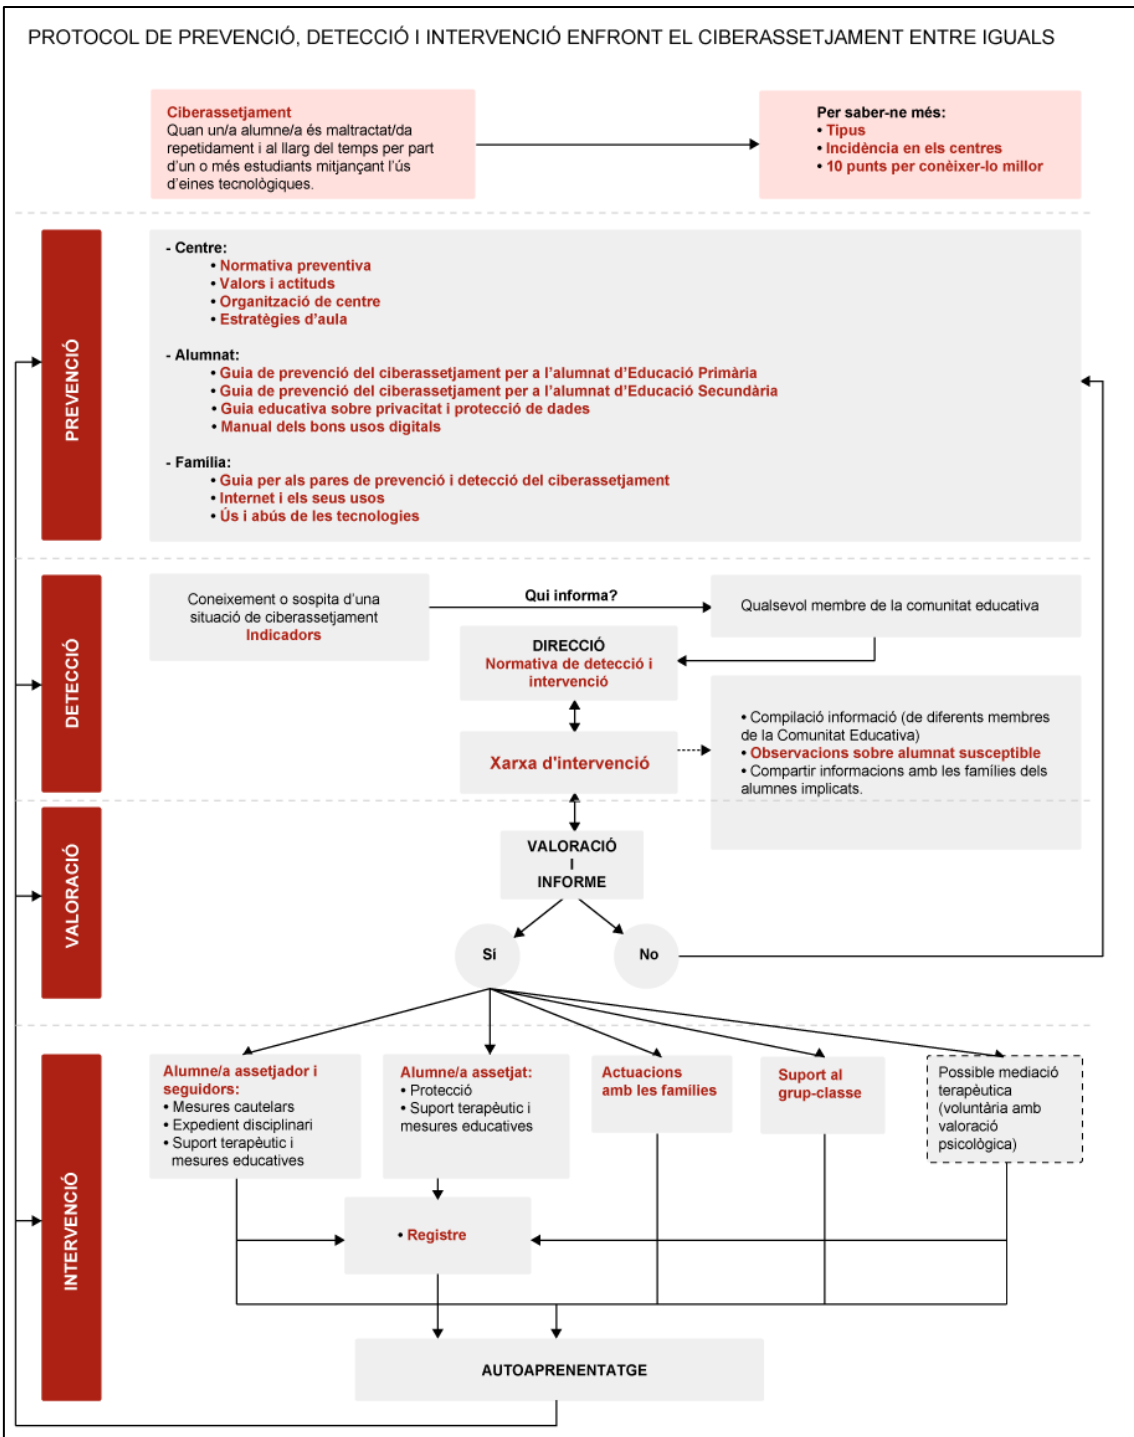 PROTOCOL DE PREVENCIÓ, DETECCIÓ I INTERVENCIÓ ENFRONT EL CIBERASSETJAMENT ENTRE IGUALS
Ciberassetjament
Quan un/a alumne/a és maltractat/da
repetidament i al llarg del temps per part
d'un o més estudiants mitjançant l'ús
d'eines tecnològiques.
Per saber-ne més:
• Tipus
• Incidència en els centres
• 10 punts per conèixer-lo millor
PREVENCIÓ
- Centre:
• Normativa preventiva
• Valors i actituds
• Organització de centre
• Estratègies d'aula
- Alumnat:
• Guia de prevenció del ciberassetjament per a l'alumnat d'Educació Primària
• Guia de prevenció del ciberassetjament per a l'alumnat d'Educació Secundària
• Guia educativa sobre privacitat i protecció de dades
• Manual dels bons usos digitals
- Família:
• Guia per als pares de prevenció i detecció del ciberassetjament
• Internet i els seus usos
• Ús i abús de les tecnologies
DETECCIÓ
Coneixement o sospita d'una
situació de ciberassetjament
Indicadors
Qui informa?
Qualsevol membre de la comunitat educativa
DIRECCIÓ
Normativa de detecció i
intervenció
Xarxa d'intervenció
• Compilació informació (de diferents membres
de la Comunitat Educativa)
• Observacions sobre alumnat susceptible
• Compartir informacions amb les famílies dels
alumnes implicats.
VALORACIÓ
VALORACIÓ
I
INFORME
Sí
No
INTERVENCIÓ
Alumne/a assetjador i
seguidors:
• Mesures cautelars
• Expedient disciplinari
• Suport terapèutic i
mesures educatives
Alumne/a assetjat:
• Protecció
• Suport terapèutic i
mesures educatives
Actuacions
amb les famílies
Suport al
grup-classe
Possible mediació
terapèutica
(voluntària amb
valoració
psicològica)
• Registre
AUTOAPRENENTATGE